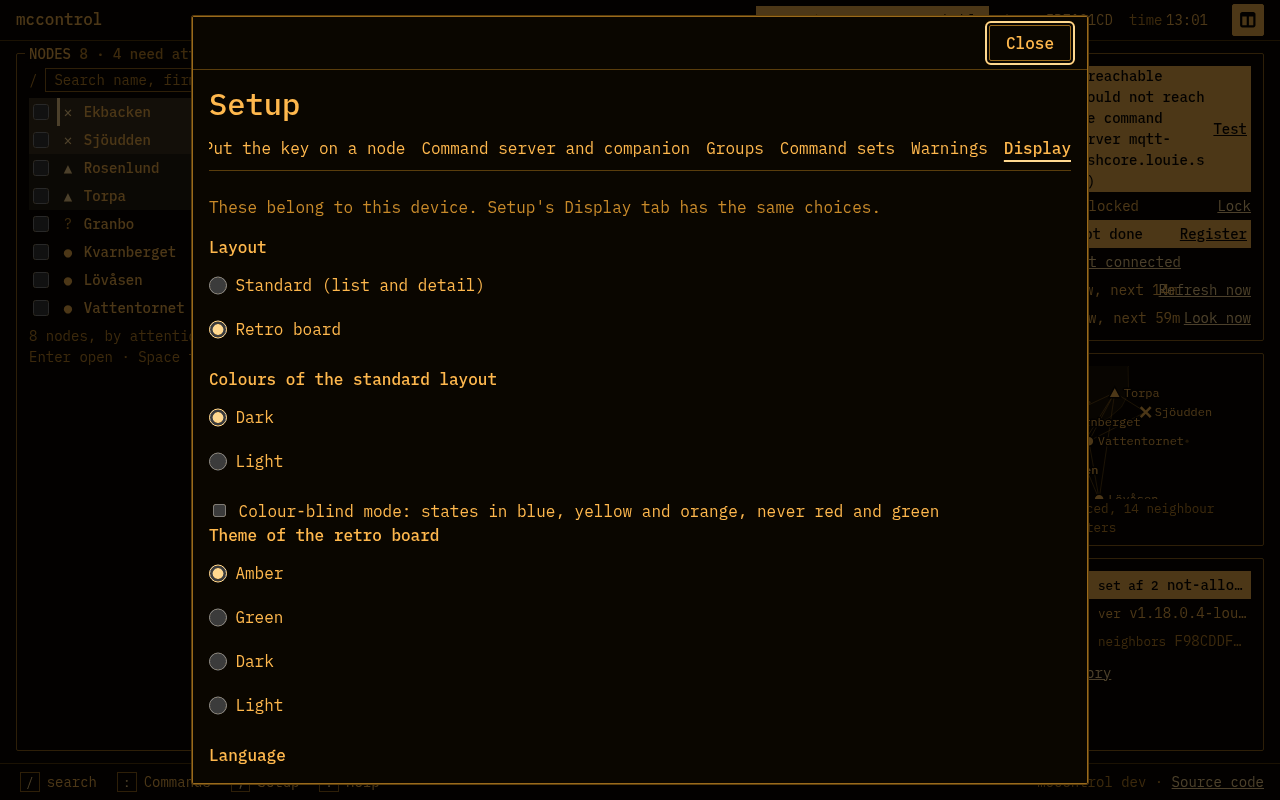 mccontrol
time 13:01
NODES 8 · 4 need
/ Search name,
Ekbacken
Sjöudden
Rosenlund
Torpa
? Granbo
Kvarnberget
Lövåsen
Vattentornet
8 nodes, by
Enter open · Space
Close
Setup
Put the key on a node Command server and companion Groups Command sets Warnings Display
These belong to this device. Setup's Display tab has the same choices.
Layout
Standard (list and detail)
Retro board
Colours of the standard layout
Dark
Light
Colour-blind mode: states in blue, yellow and orange, never red and green
Theme of the retro board
Amber
Green
Dark
Light
Language
reachable
ould not reach
e command
rver mqtt-
shcore.louie.s
)
Test
locked Lock
ot done Register
t connected
w, next Refresh now
w, next 59m Look now
Torpa
Sjöudden
rnberget
Vattentornet
en
Lövåsen
ced, 14 neighbour
ters
set af 2 not-allo…
ver v1.18.0.4-lou…
neighbors F98CDDF…
ory
/ search : Command
mccontrol dev · Source code